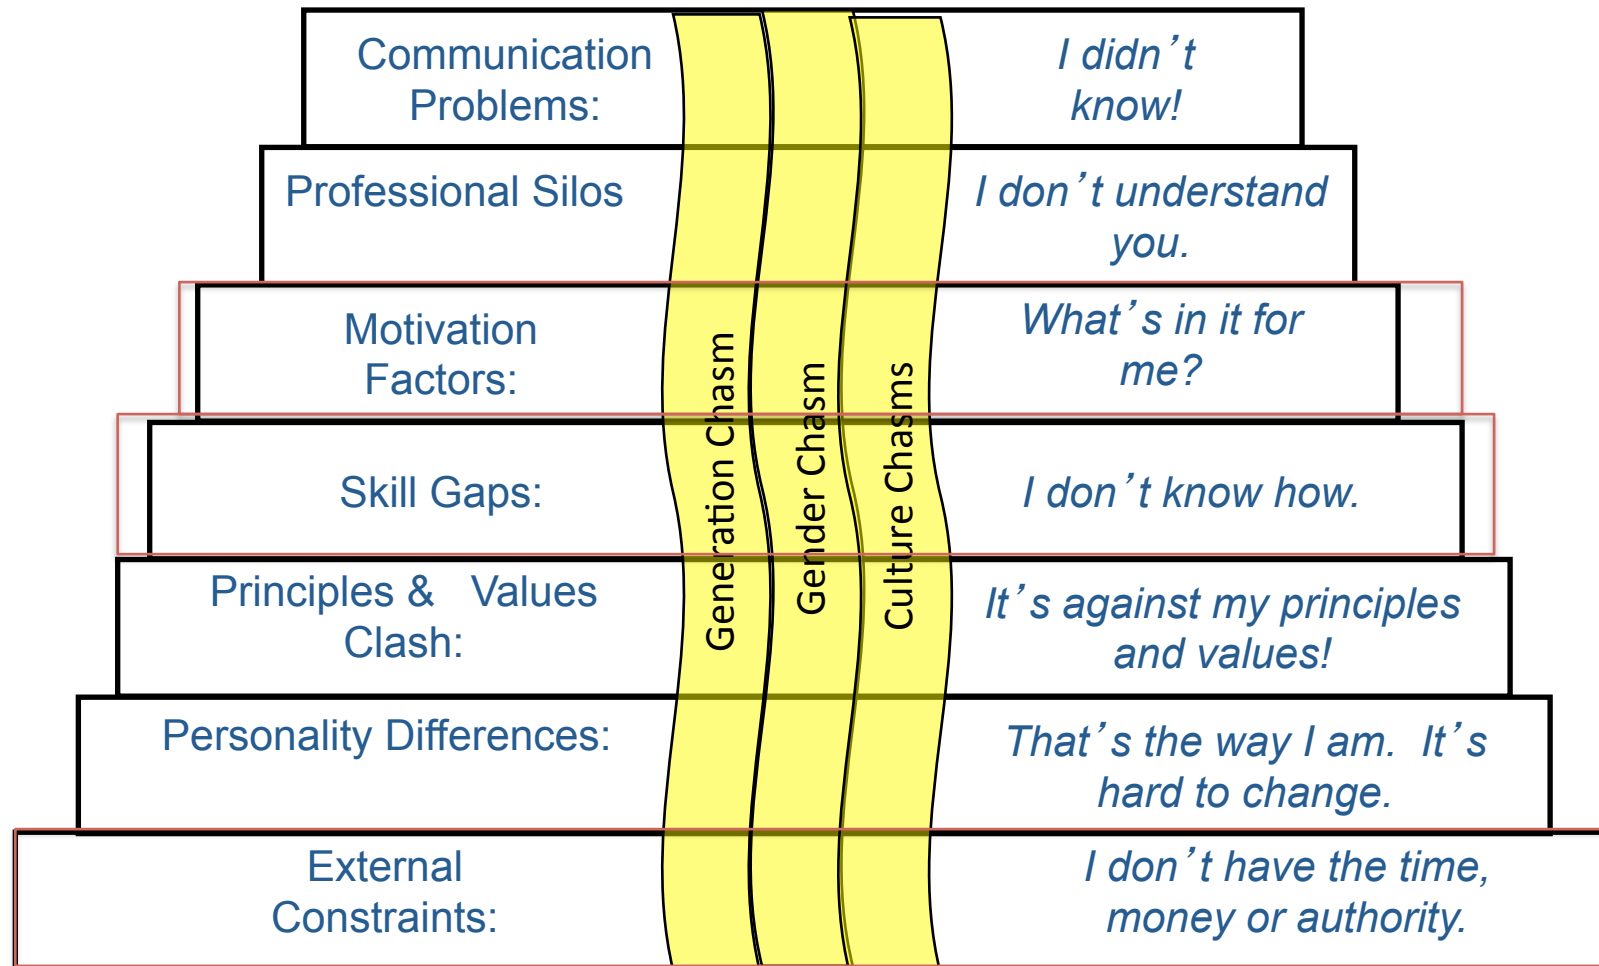 Communication
Problems:
I didn’t
know!
Professional Silos
I don’t understand
you.
Motivation
Factors:
What’s in it for
me?
Skill Gaps:
I don’t know how.
Principles &   Values
Clash:
It’s against my principles
and values!
Personality Differences:
That’s the way I am.  It’s
hard to change.
External
Constraints:
I don’t have the time,
money or authority.
Generation Chasm
Gender Chasm
Culture Chasms